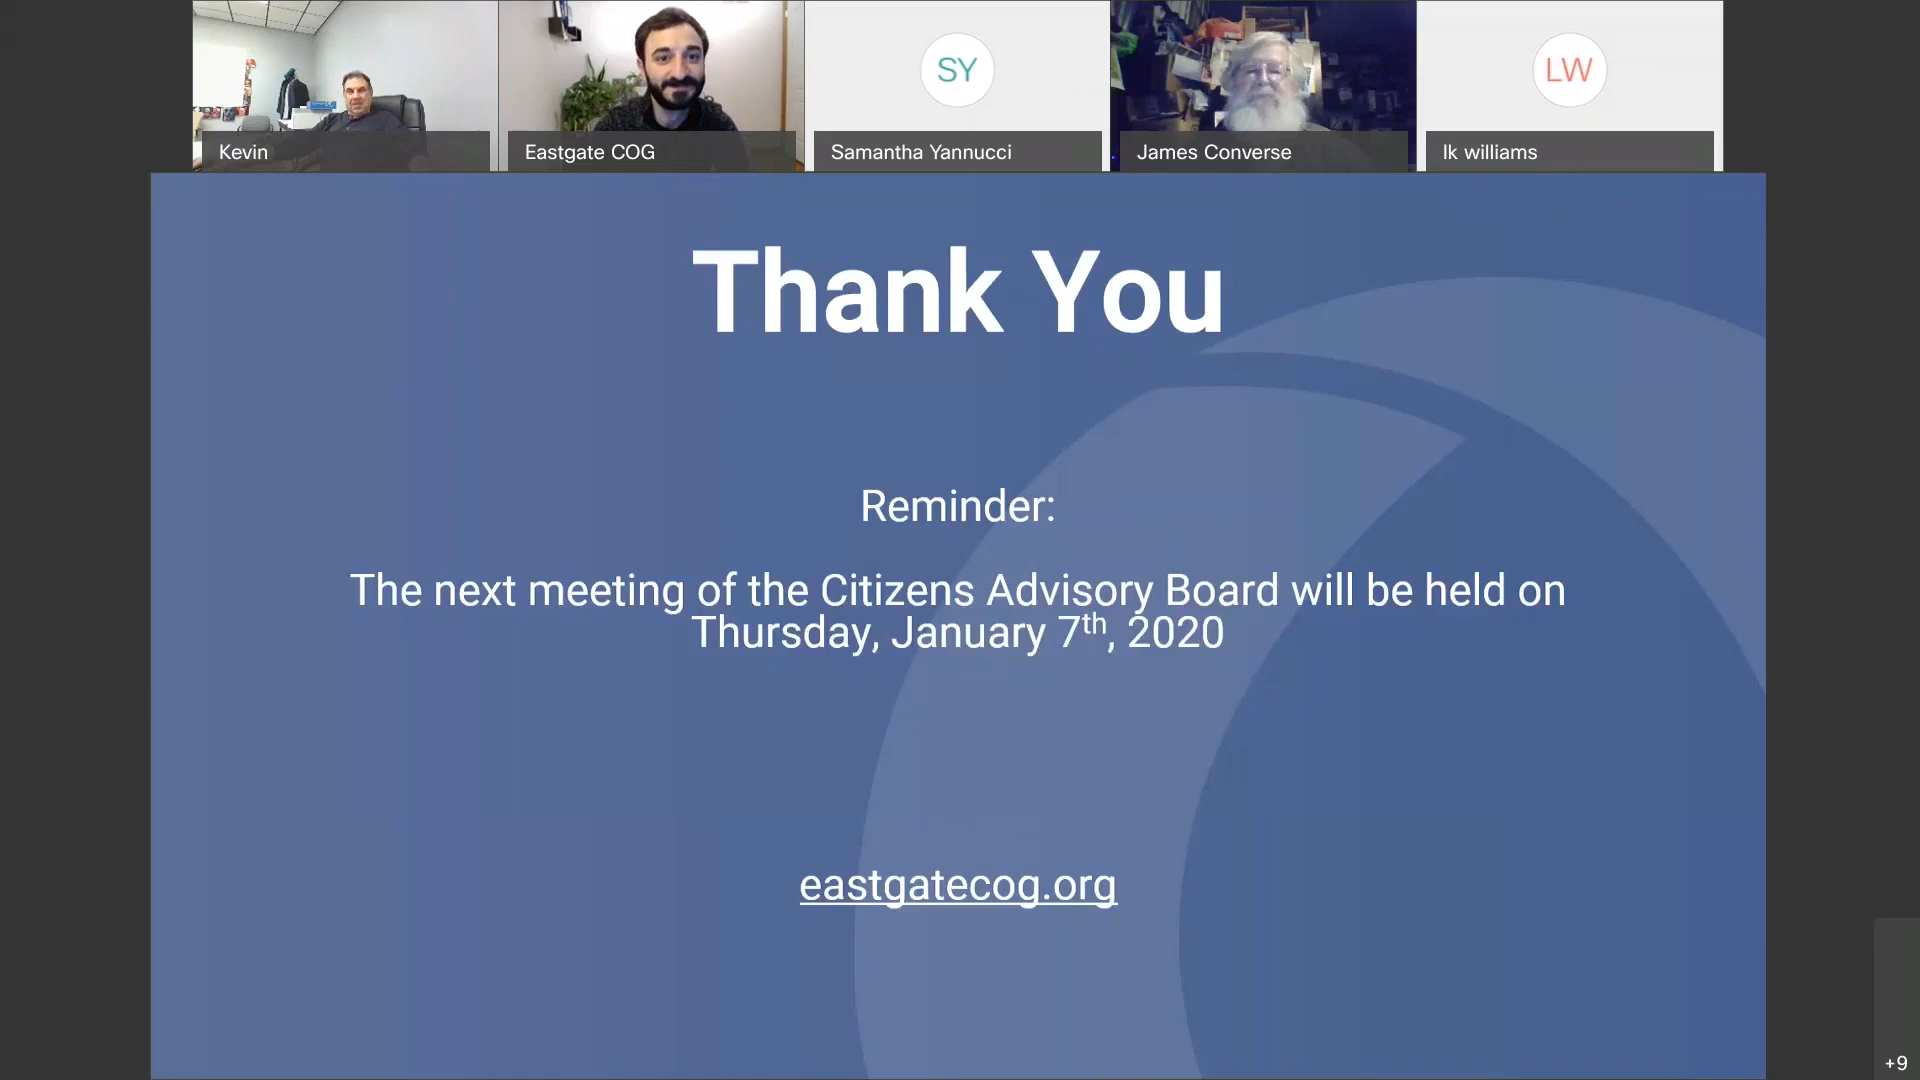 Kevin
Eastgate COG
SY
Samantha Yannucci
James Converse
LW
lk williams
Thank You
Reminder:
The next meeting of the Citizens Advisory Board will be held on
Thursday, January 7th, 2020
eastgatecog.org
+9